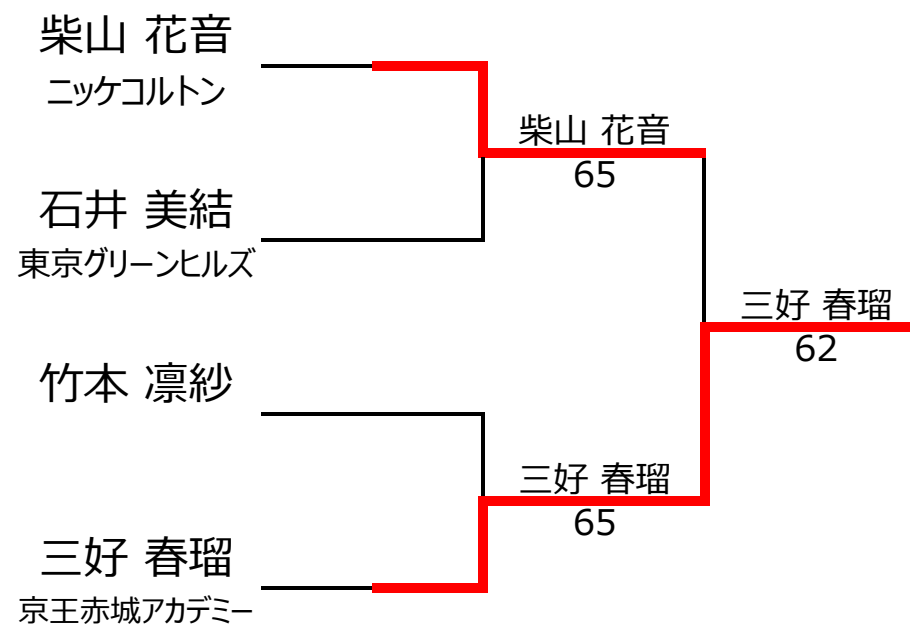 柴山 花音
ニッケコルトン
柴山 花音
65
石井 美結
東京グリーンヒルズ
三好 春瑠
62
竹本 凛紗
三好 春瑠
65
三好 春瑠
京王赤城アカデミー